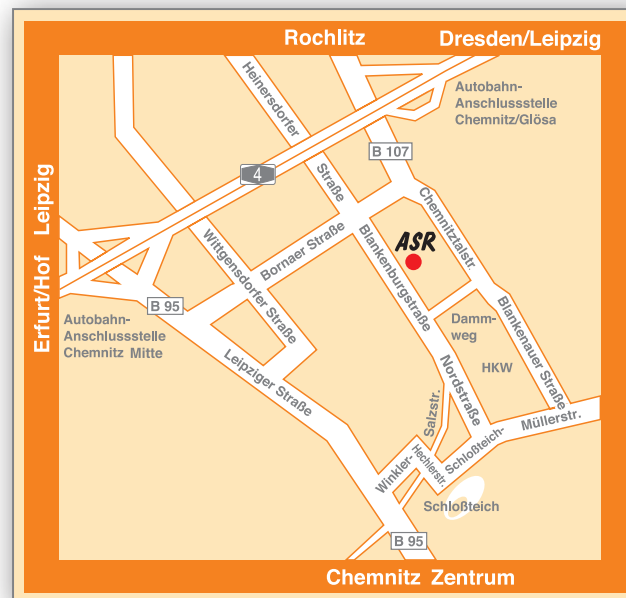 Rochlitz
Dresden/Leipzig
Erfurt/Hof Leipzig
Heinersdorfer
Straße
Autobahn-
Anschlussstelle
Chemnitz/Glösa
B 107
4
Chemnitztalstr.
Wittgensdorfer Straße
Bornaer Straße
Blankenburgstraße
ASR
B 95
Autobahn-
Anschlussstelle
Chemnitz Mitte
Leipziger Straße
Damm-
weg
Blankenauer Straße
HKW
Nordstraße
Salzstr.
Müllerstr.
Schloßteich-
Hechlerstr.
Winkler-
Schloßteich
B 95
Chemnitz Zentrum